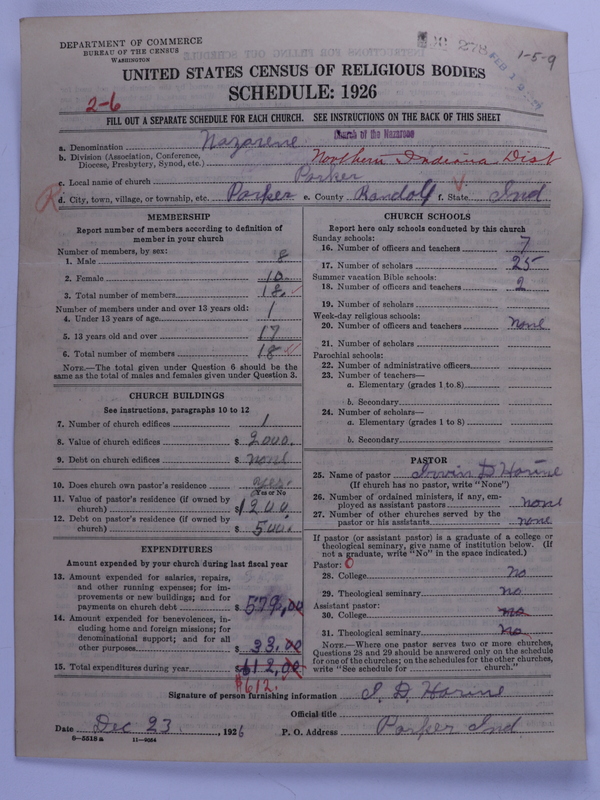 DEPARTMENT OF COMMERCE
BUREAU OF THE CENSUS
WASHINGTON
278
1-5-9
UNITED STATES CENSUS OF RELIGIOUS BODIES
SCHEDULE: 1926
2-6
FILL OUT A SEPARATE SCHEDULE FOR EACH CHURCH. SEE INSTRUCTIONS ON THE BACK OF THIS SHEET
Church of the Nazarene
a. Denomination Nazarene
b. Division (Association, Conference, Diocese, Presbytery, Synod, etc.) Northern Indiana Dist
c. Local name of church Parker
d. City, town, village, or township, etc. Parker e. County Randolf f. State Ind
MEMBERSHIP
Report number of members according to definition of
member in your church
Number of members, by sex:
1. Male 8
2. Female 10
3. Total number of members 18
Number of members under and over 13 years old:
4. Under 13 years of age 1
5. 13 years old and over 17
6. Total number of members 18
NOTE.—The total given under Question 6 should be the
same as the total of males and females given under Question 3.
CHURCH BUILDINGS
See instructions, paragraphs 10 to 12
7. Number of church edifices 1
8. Value of church edifices $ 2000.
9. Debt on church edifices $ none
10. Does church own pastor's residence yes
Yes or No
11. Value of pastor's residence (if owned by
church) $ 1200
12. Debt on pastor's residence (if owned by
church) $ 500.
EXPENDITURES
Amount expended by your church during last fiscal year
13. Amount expended for salaries, repairs,
and other running expenses; for im-
provements or new buildings; and for
payments on church debt $ 579,00
14. Amount expended for benevolences, in-
cluding home and foreign missions; for
denominational support; and for all
other purposes $ 33.00
15. Total expenditures during year $ 612,00
$612.
CHURCH SCHOOLS
Report here only schools conducted by this church
Sunday schools:
16. Number of officers and teachers 7
17. Number of scholars 25
Summer vacation Bible schools:
18. Number of officers and teachers 2
19. Number of scholars
Week-day religious schools:
20. Number of officers and teachers none
21. Number of scholars
Parochial schools:
22. Number of administrative officers
23. Number of teachers—
a. Elementary (grades 1 to 8)
b. Secondary
24. Number of scholars—
a. Elementary (grades 1 to 8)
b. Secondary
PASTOR
25. Name of pastor Irvin D Horine
(If church has no pastor, write "None")
26. Number of ordained ministers, if any, em-
ployed as assistant pastors none
27. Number of other churches served by the
pastor or his assistants none
If pastor (or assistant pastor) is a graduate of a college or
theological seminary, give name of institution below. (If
not a graduate, write "No" in the space indicated.)
Pastor: 0
28. College no
29. Theological seminary no
Assistant pastor:
30. College no
31. Theological seminary no
NOTE.—Where one pastor serves two or more churches,
Questions 28 and 29 should be answered only on the schedule
for one of the churches; on the schedules for the other churches,
write "See schedule for church."
Signature of person furnishing information I. D. Horine
Official title
Date Dec 23, 1926 P. O. Address Parker Ind
6-5518a 11-9054